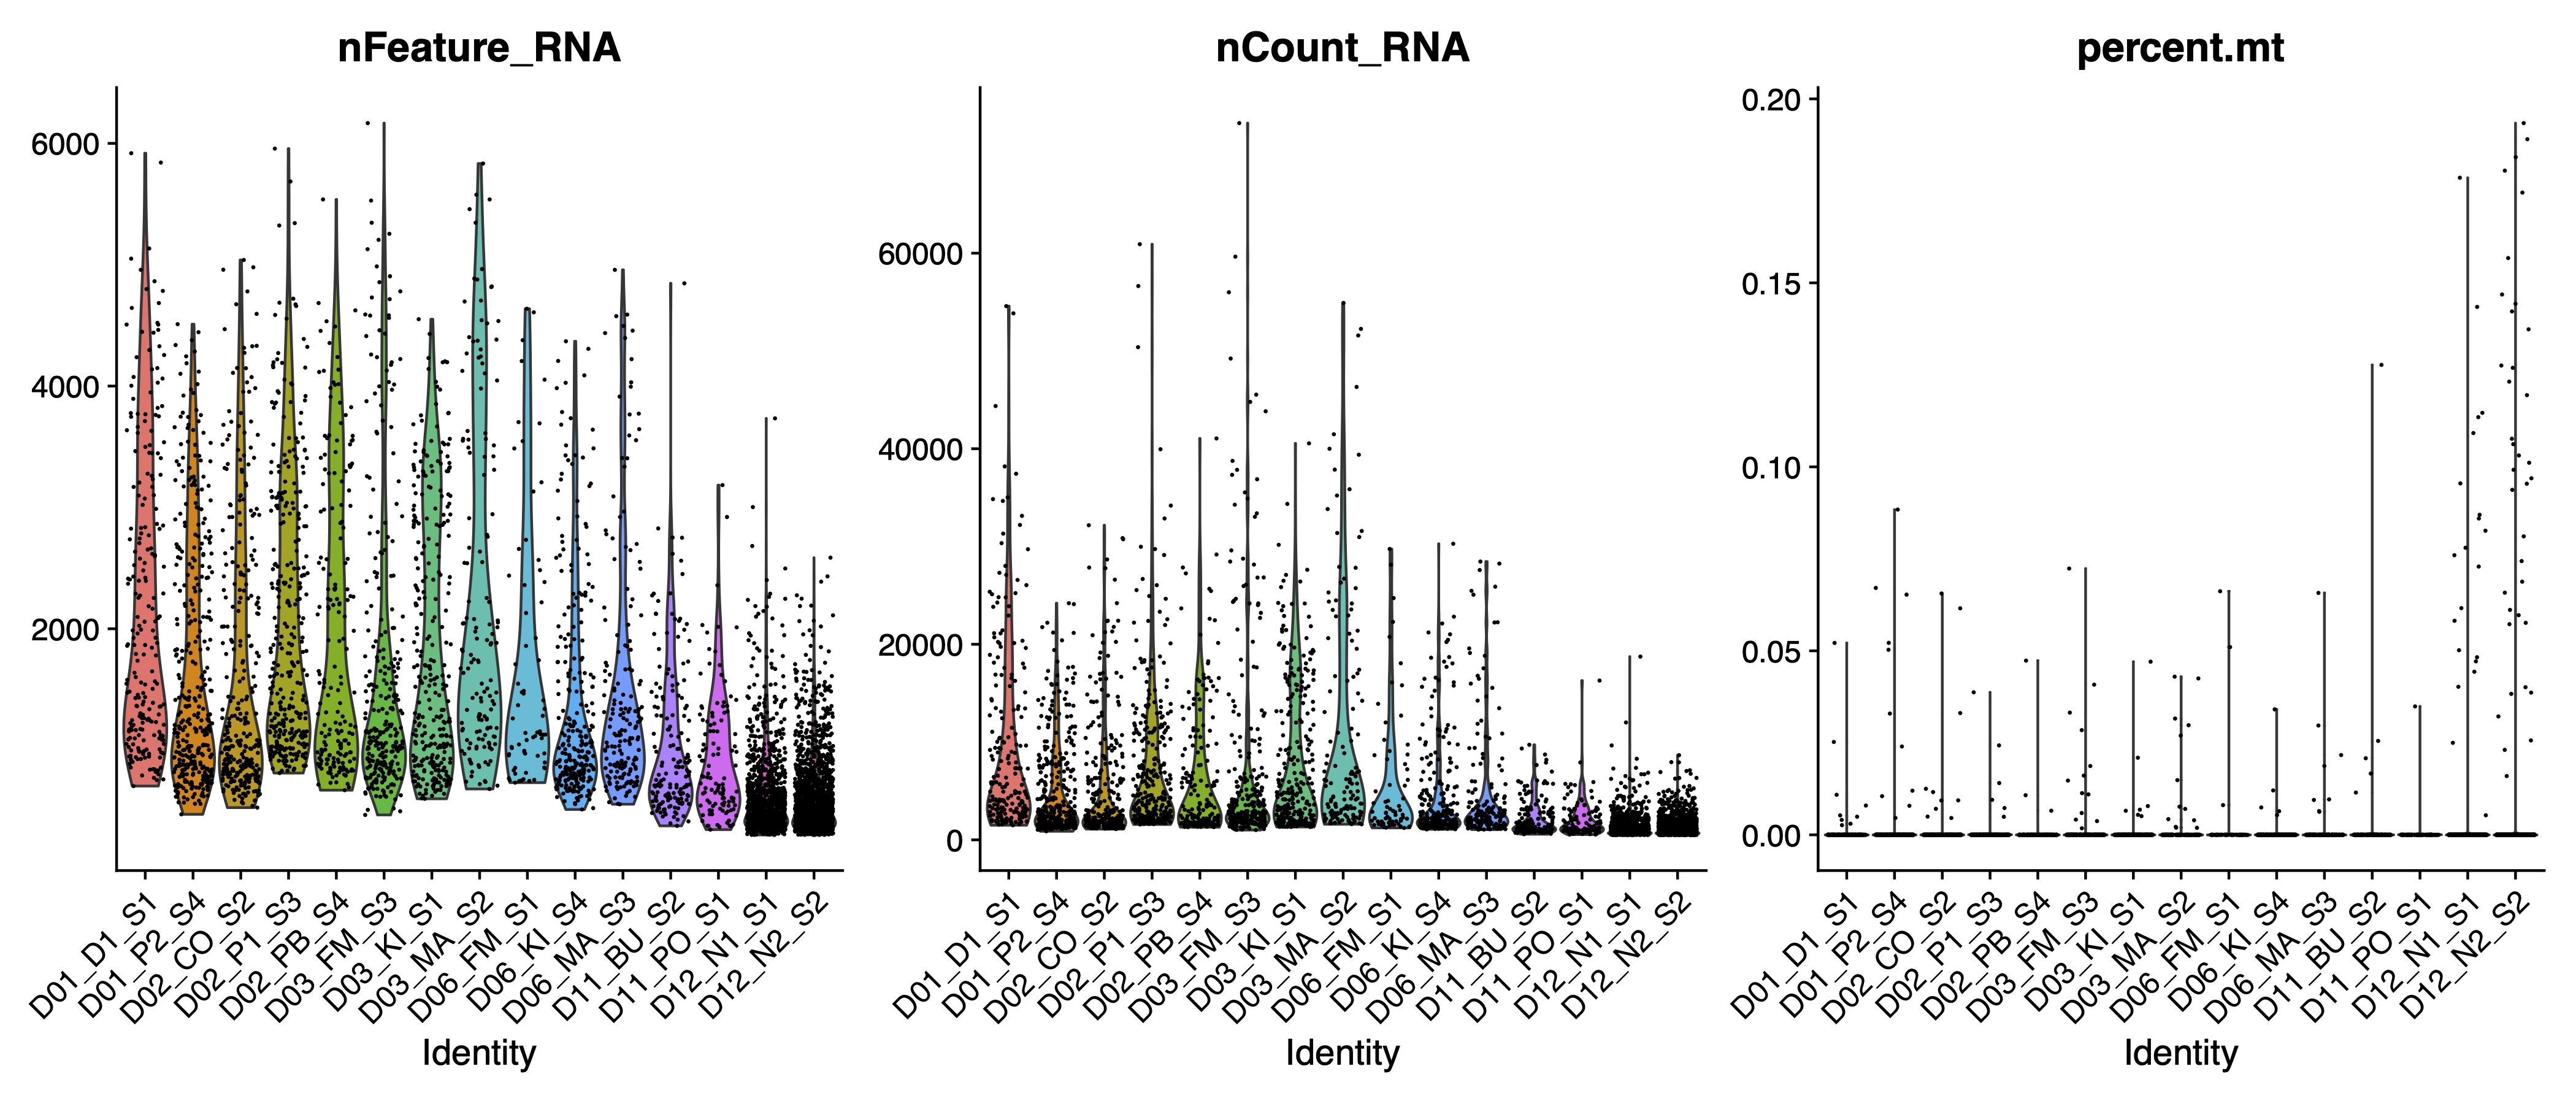 nFeature_RNA
6000
4000
2000
D01_D1_S1
D01_P2_S4
D02_CO_S2
D02_P1_S3
D02_PB_S4
D03_FM_S3
D03_KI_S1
D03_MA_S2
D06_FM_S1
D06_KI_S4
D06_MA_S3
D11_BU_S2
D11_PO_S1
D12_N1_S1
D12_N2_S2
Identity
nCount_RNA
60000
40000
20000
0
D01_D1_S1
D01_P2_S4
D02_CO_S2
D02_P1_S3
D02_PB_S4
D03_FM_S3
D03_KI_S1
D03_MA_S2
D06_FM_S1
D06_KI_S4
D06_MA_S3
D11_BU_S2
D11_PO_S1
D12_N1_S1
D12_N2_S2
Identity
percent.mt
0.20
0.15
0.10
0.05
0.00
D01_D1_S1
D01_P2_S4
D02_CO_S2
D02_P1_S3
D02_PB_S4
D03_FM_S3
D03_KI_S1
D03_MA_S2
D06_FM_S1
D06_KI_S4
D06_MA_S3
D11_BU_S2
D11_PO_S1
D12_N1_S1
D12_N2_S2
Identity